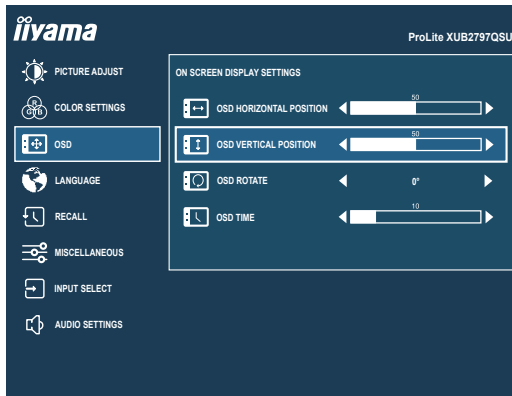 iiyama
ProLite XUB2797QSU
PICTURE ADJUST
COLOR SETTINGS
R
G B
OSD
LANGUAGE
RECALL
MISCELLANEOUS
INPUT SELECT
AUDIO SETTINGS
ON SCREEN DISPLAY SETTINGS
OSD HORIZONTAL POSITION
50
OSD VERTICAL POSITION
50
OSD ROTATE
0°
OSD TIME
10